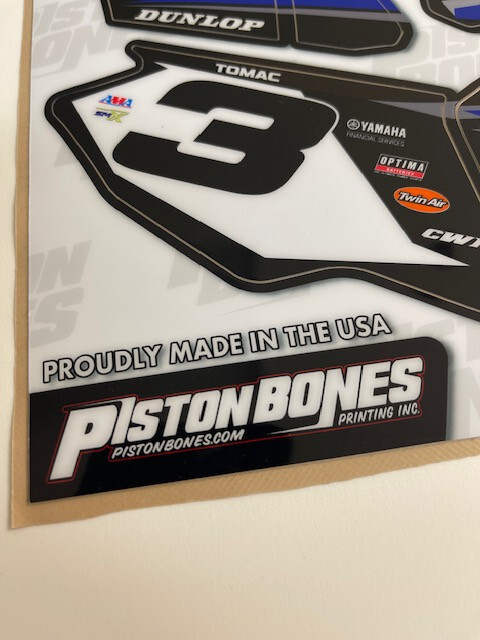 DUNLOP
TOMAC
AMA
SMX
3
YAMAHA
FINANCIAL SERVICES
OPTIMA
BATTERIES
Twin Air
PROUDLY MADE IN THE USA
PISTON BONES
PRINTING INC.
PISTONBONES.COM